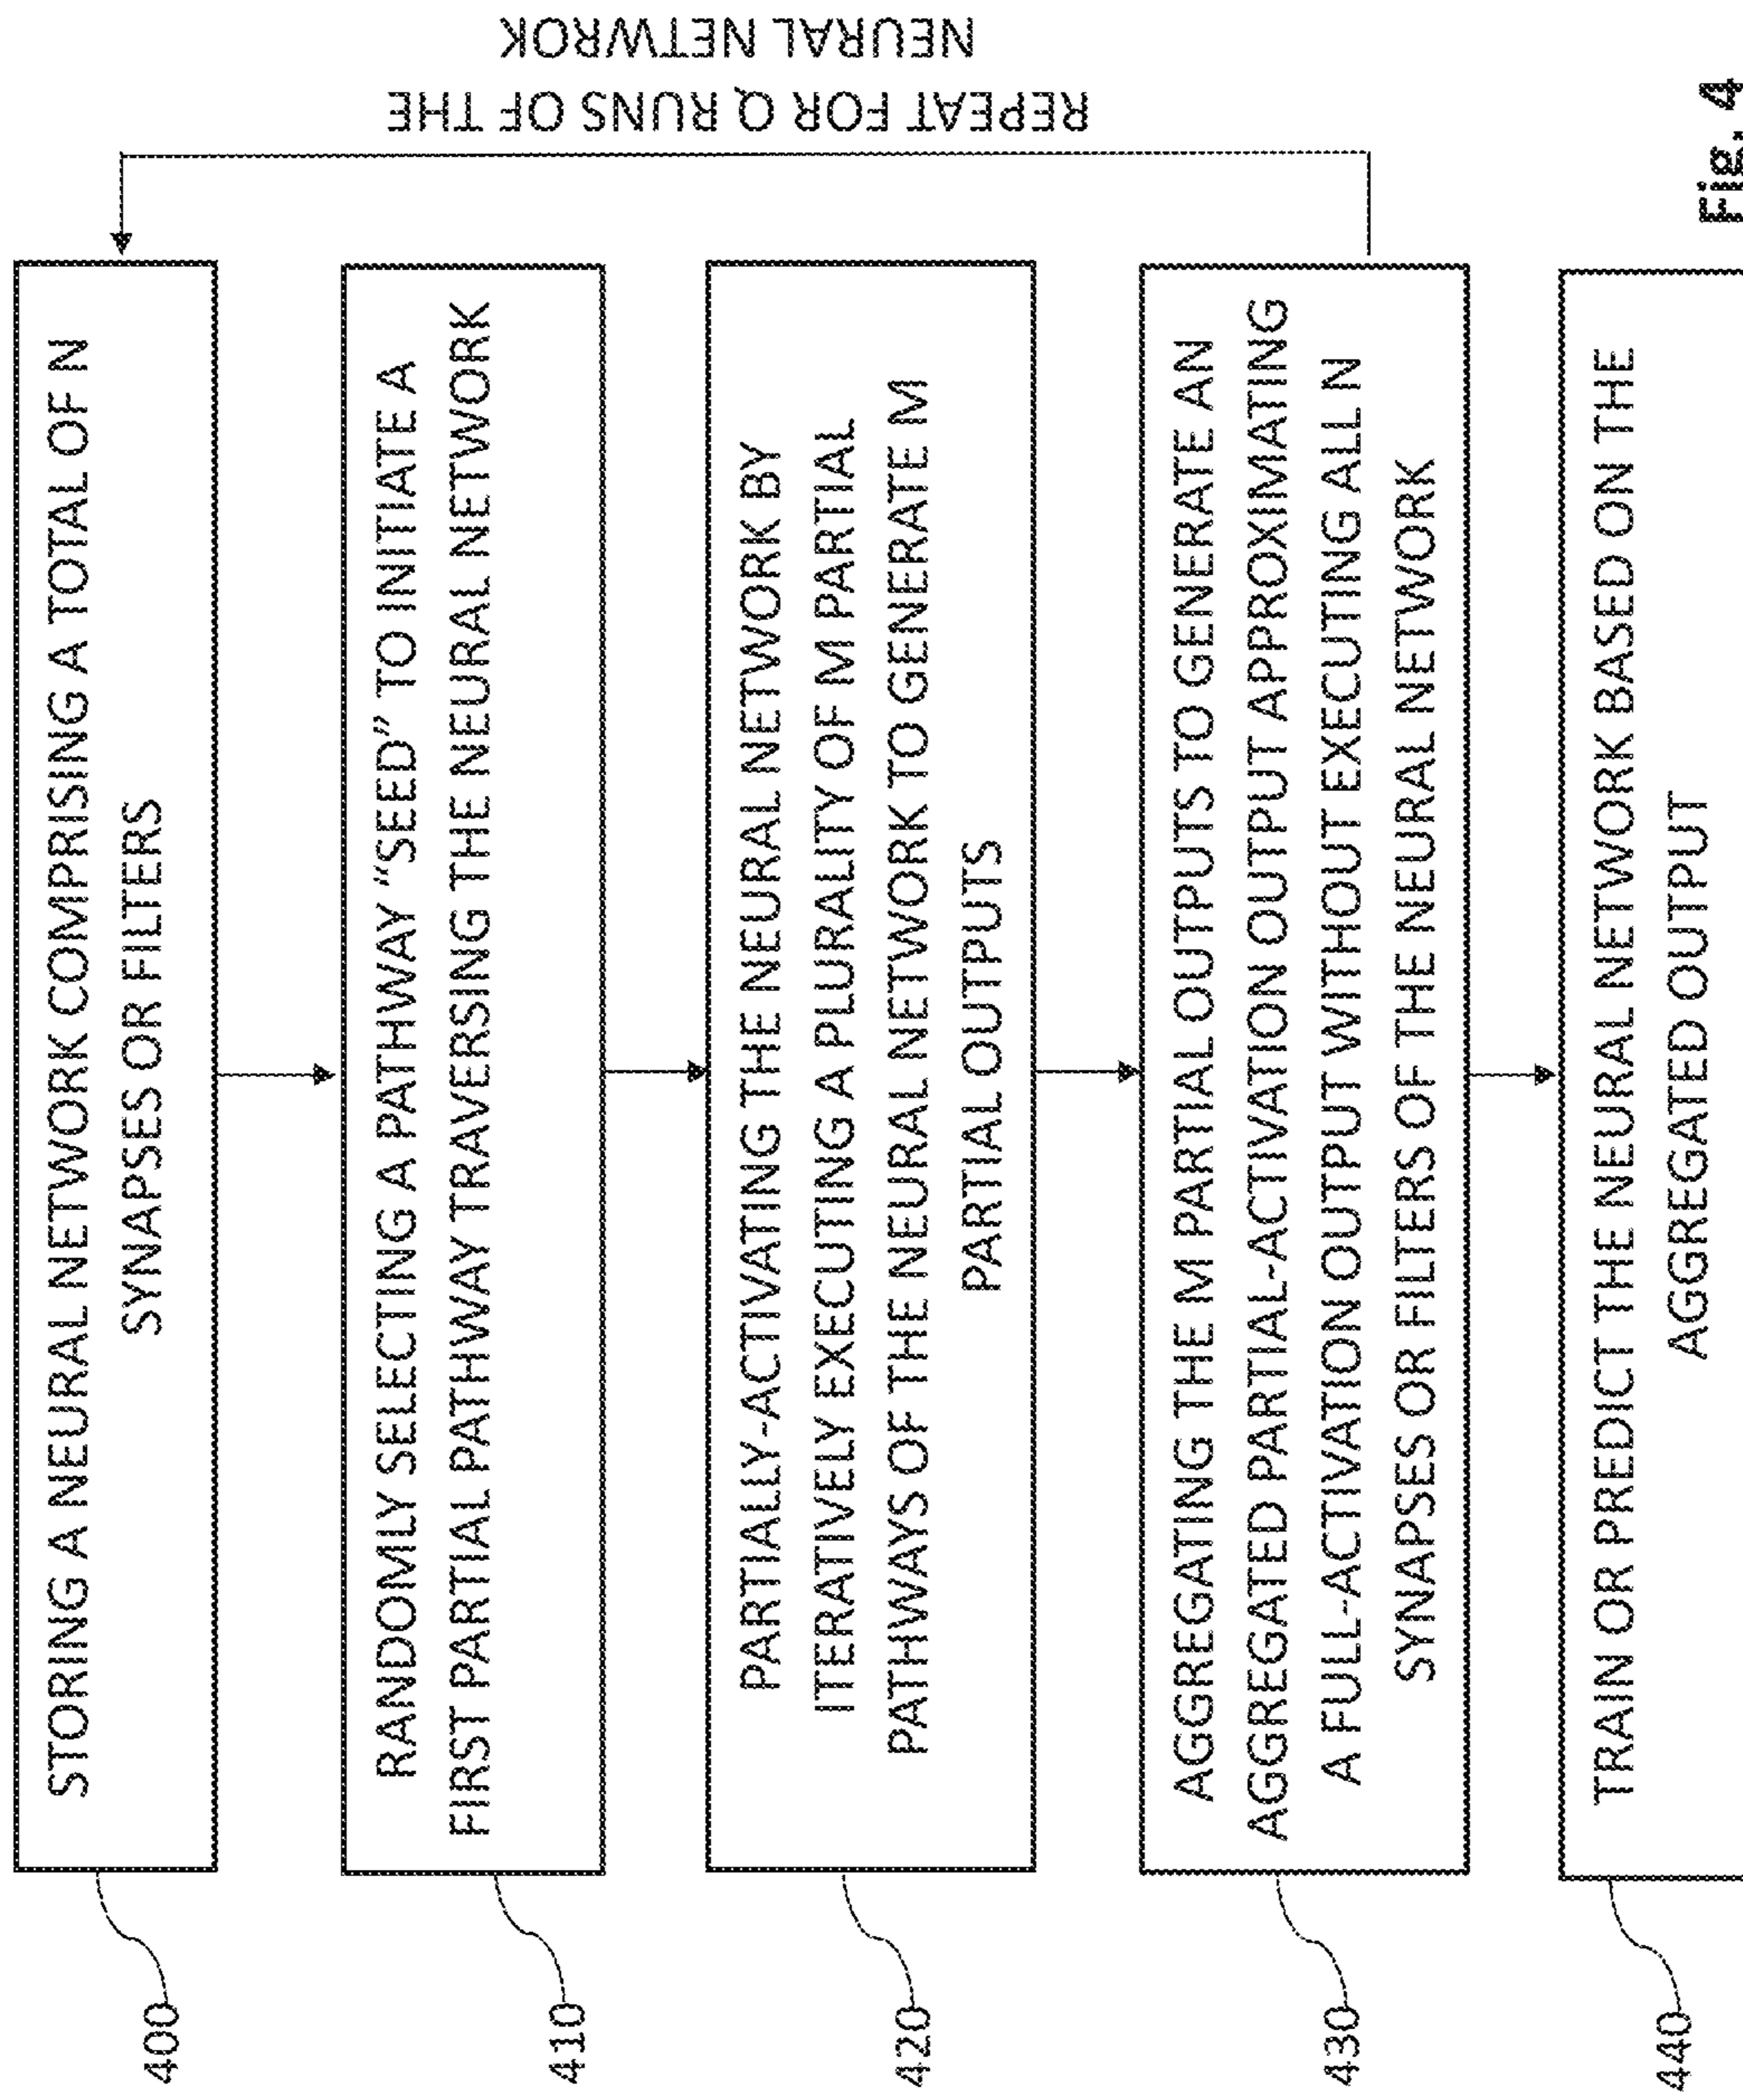 400
STORING A NEURAL NETWORK COMPRISING A TOTAL OF N
SYNAPSES OR FILTERS
410
RANDOMLY SELECTING A PATHWAY "SEED" TO INITIATE A
FIRST PARTIAL PATHWAY TRAVERSING THE NEURAL NETWORK
420
PARTIALLY-ACTIVATING THE NEURAL NETWORK BY
ITERATIVELY EXECUTING A PLURALITY OF M PARTIAL
PATHWAYS OF THE NEURAL NETWORK TO GENERATE M
PARTIAL OUTPUTS
430
AGGREGATING THE M PARTIAL OUTPUTS TO GENERATE AN
AGGREGATED PARTIAL-ACTIVATION OUTPUT APPROXIMATING
A FULL-ACTIVATION OUTPUT WITHOUT EXECUTING ALL N
SYNAPSES OR FILTERS OF THE NEURAL NETWORK
440
TRAIN OR PREDICT THE NEURAL NETWORK BASED ON THE
AGGREGATED OUTPUT
REPEAT FOR Q RUNS OF THE
NEURAL NETWROK
Fig. 4